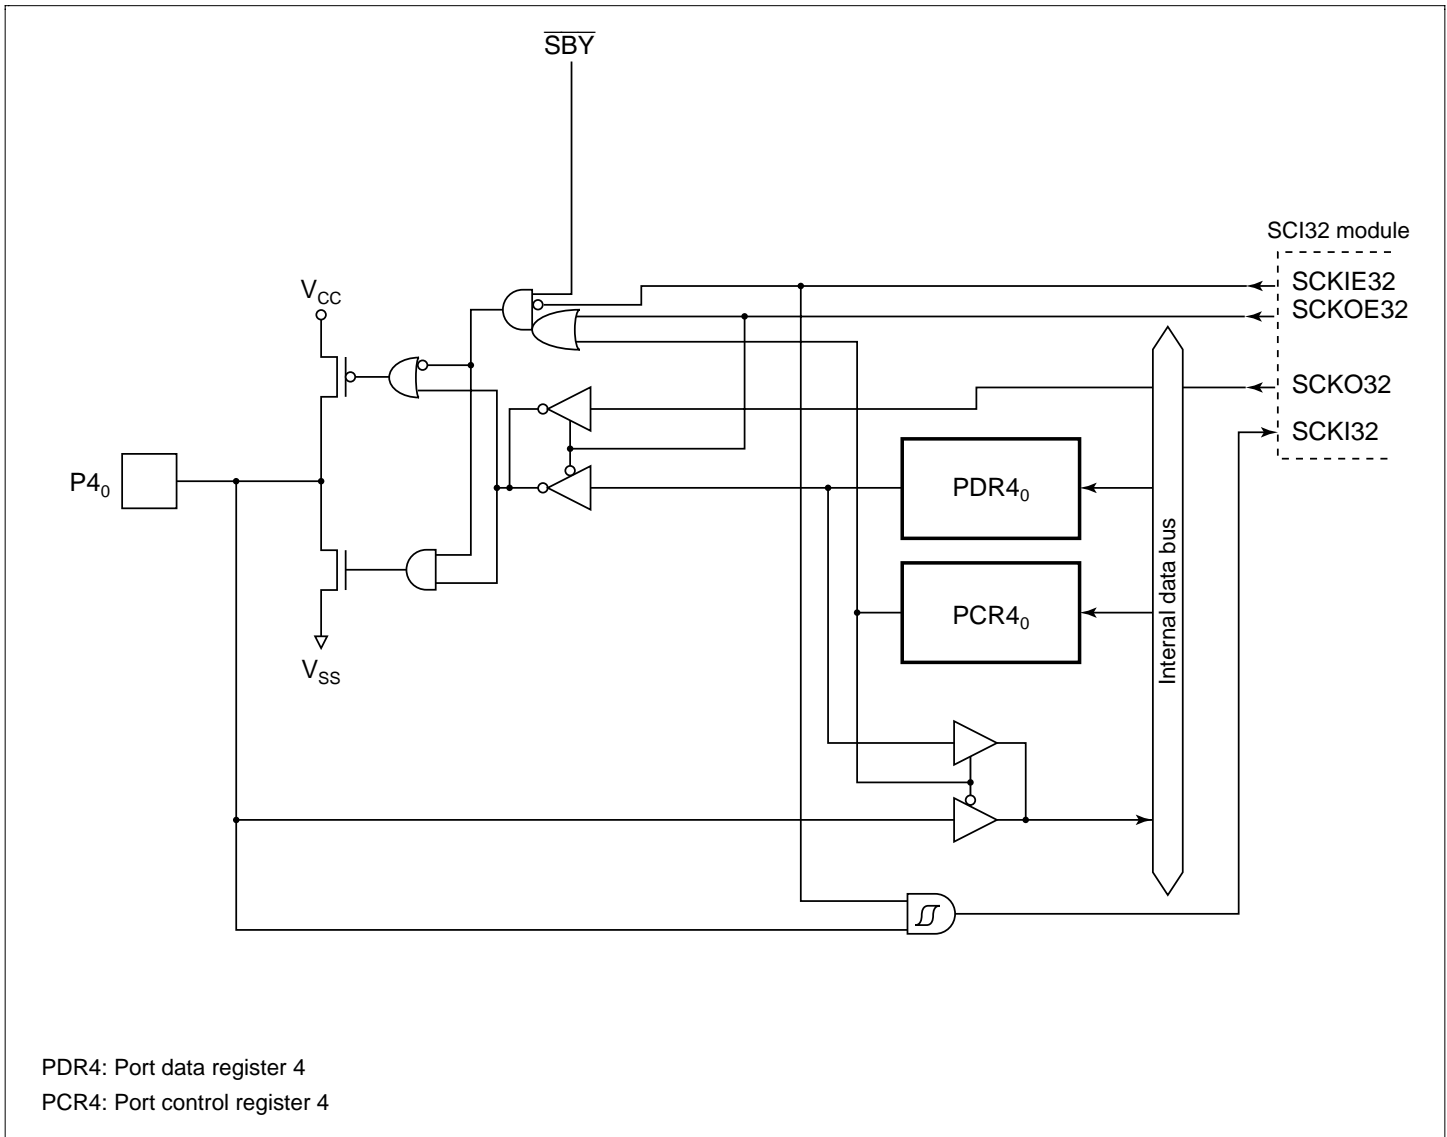 SBY
SCI32 module
SCKIE32
VCC
SCKOE32
SCKO32
SCKI32
P40
PDR40
Internal data bus
PCR40
VSS
PDR4: Port data register 4
PCR4: Port control register 4